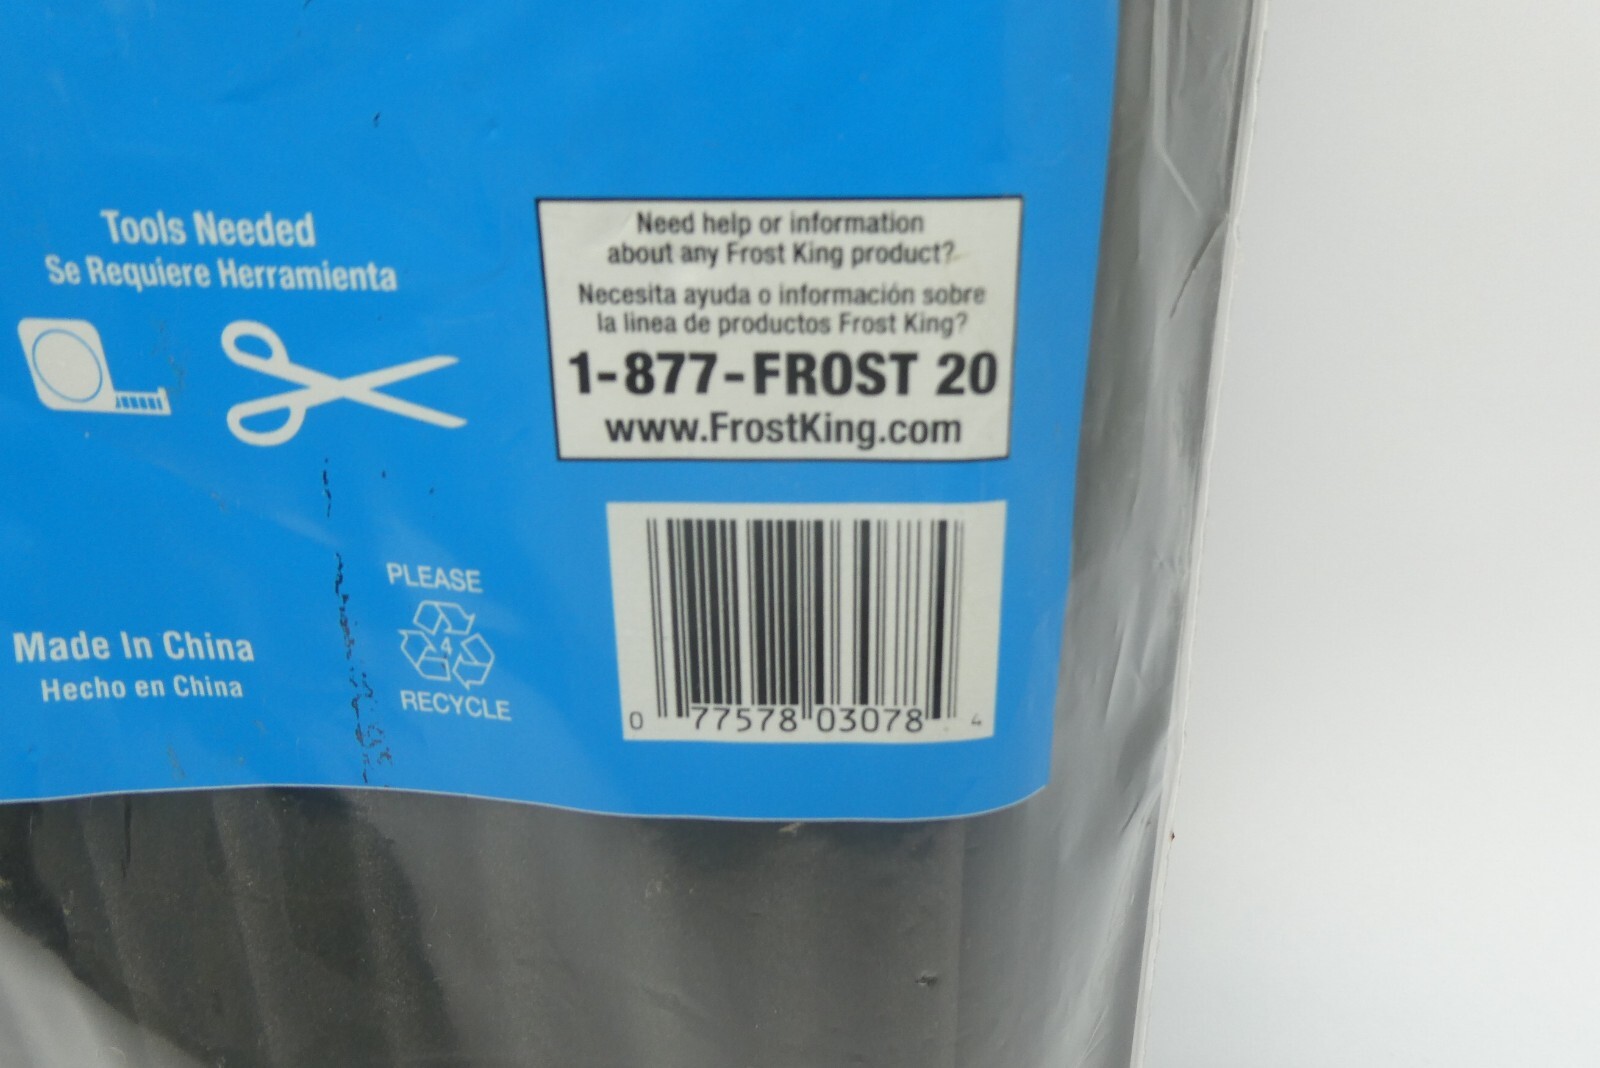 Tools Needed
Se Requiere Herramienta
Need help or information
about any Frost King product?
Necesita ayuda o información sobre
la linea de productos Frost King?
1-877-FROST 20
www.FrostKing.com
PLEASE
4
RECYCLE
Made In China
Hecho en China
0 77578 03078 4